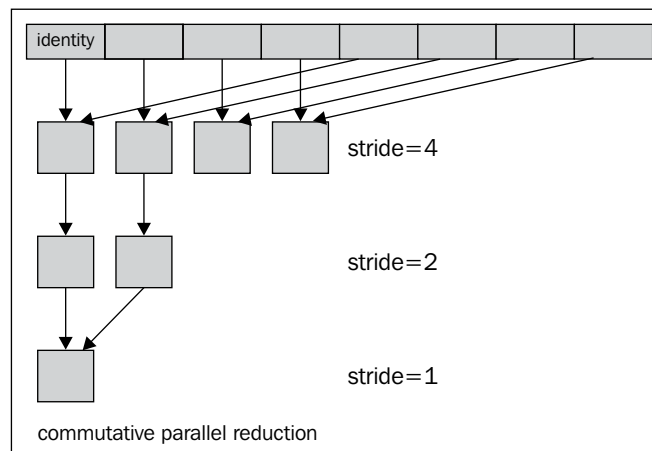 identity
stride=4
stride=2
stride=1
commutative parallel reduction